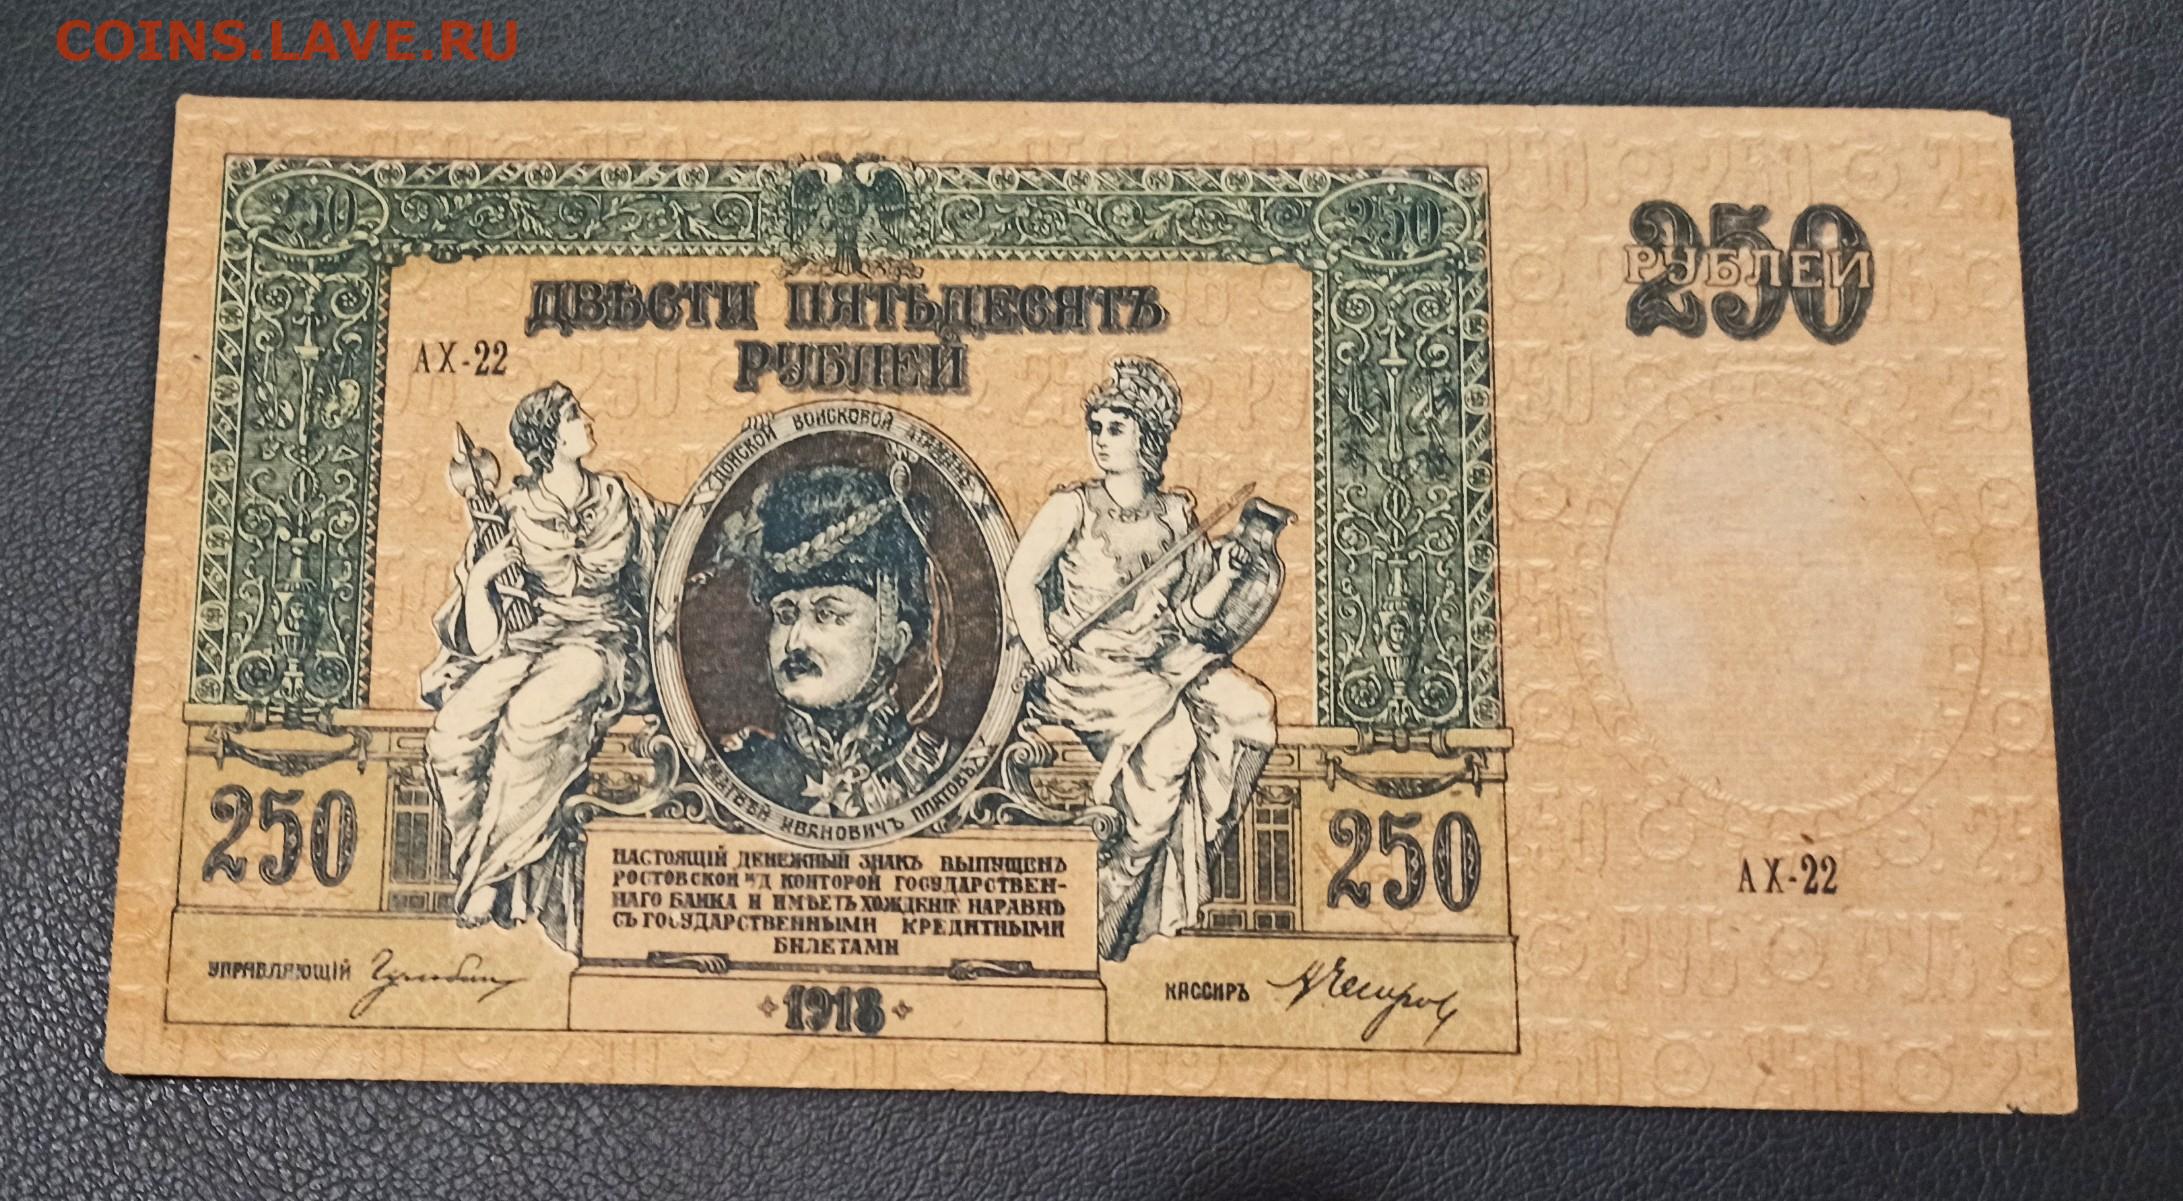 COINS.LAVE.RU
250
250
250
РУБЛЕЙ
ДВѢСТИ ПЯТЬДЕСЯТЪ
РУБЛЕЙ
АХ-22
ДОНСКОЙ ВОЙСКОВОЙ АТАМАНЪ
МАТВѢЙ ИВАНОВИЧЪ ПЛАТОВЪ
250
250
АХ-22
НАСТОЯЩІЙ ДЕНЕЖНЫЙ ЗНАКЪ ВЫПУЩЕНЪ
РОСТОВСКОЙ н/Д КОНТОРОЙ ГОСУДАРСТВЕН-
НАГО БАНКА И ИМѢЕТЪ ХОЖДЕНІЕ НАРАВНѢ
СЪ ГОСУДАРСТВЕННЫМИ КРЕДИТНЫМИ
БИЛЕТАМИ
УПРАВЛЯЮЩІЙ
КАССИРЪ
1918